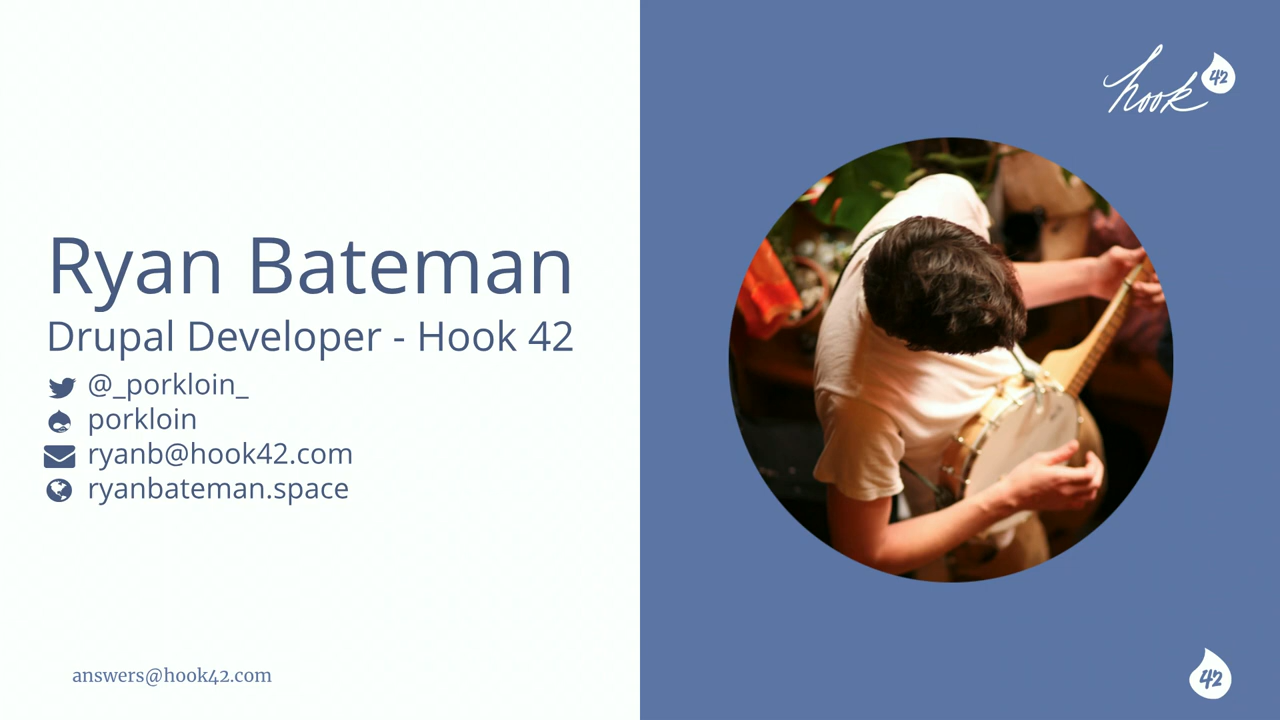 hook 42
Ryan Bateman
Drupal Developer - Hook 42
@_porkloin_
porkloin
ryanb@hook42.com
ryanbateman.space
answers@hook42.com
42